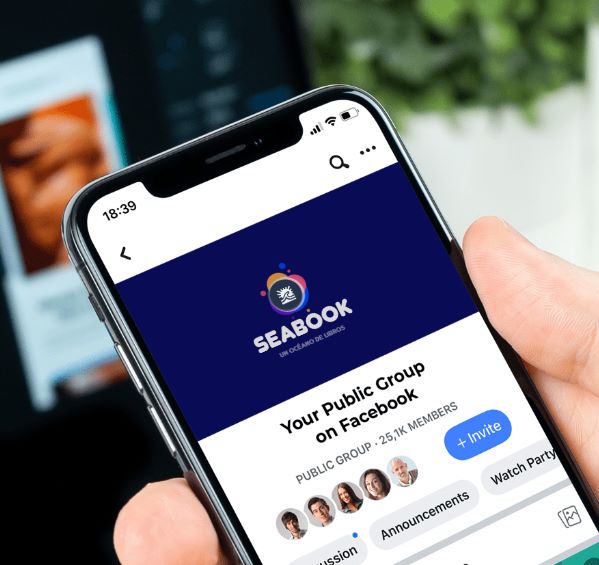 18:39
SEABOOK
UN OCÉANO DE LIBROS
Your Public Group
on Facebook
PUBLIC GROUP · 25,1K MEMBERS
+ Invite
ussion
Announcements
Watch Party